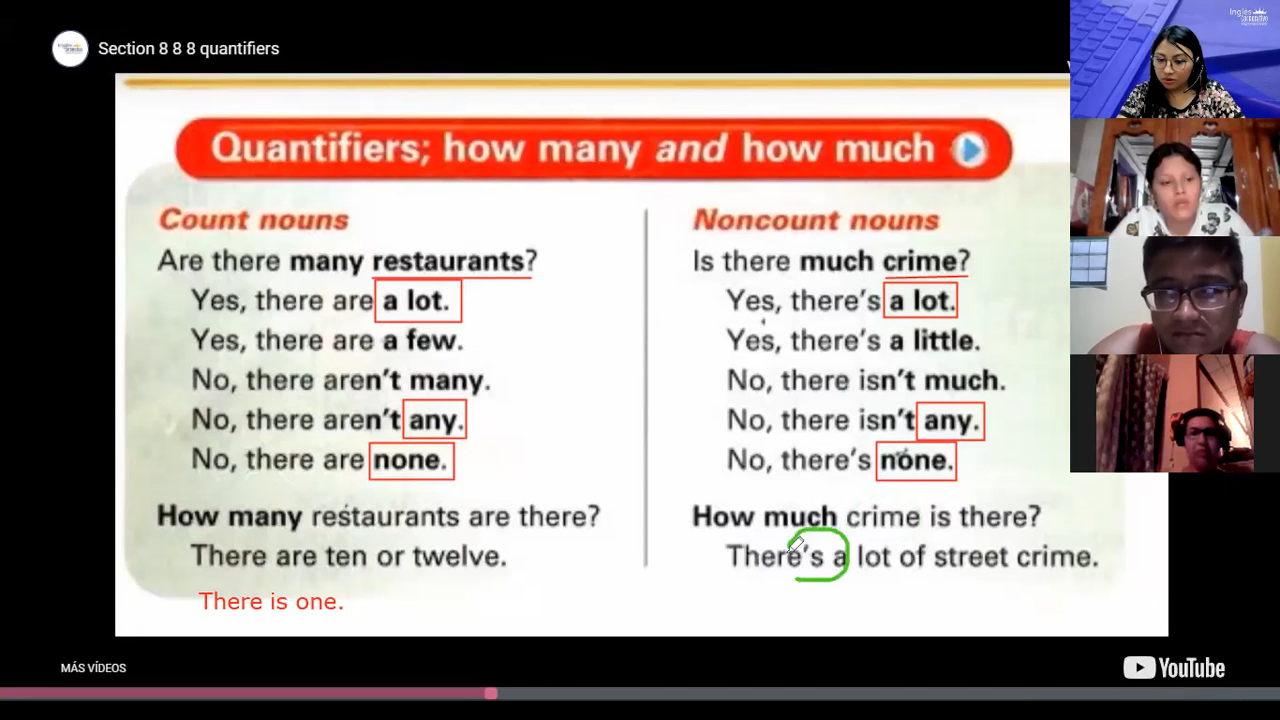 Section 8 8 8 quantifiers
Ingles
Quantifiers; how many and how much
Count nouns
Are there many restaurants?
Yes, there are a lot.
Yes, there are a few.
No, there aren't many.
No, there aren't any.
No, there are none.
How many restaurants are there?
There are ten or twelve.
There is one.
Noncount nouns
Is there much crime?
Yes, there's a lot.
Yes, there's a little.
No, there isn't much.
No, there isn't any.
No, there's none.
How much crime is there?
There's a lot of street crime.
MÁS VÍDEOS
YouTube